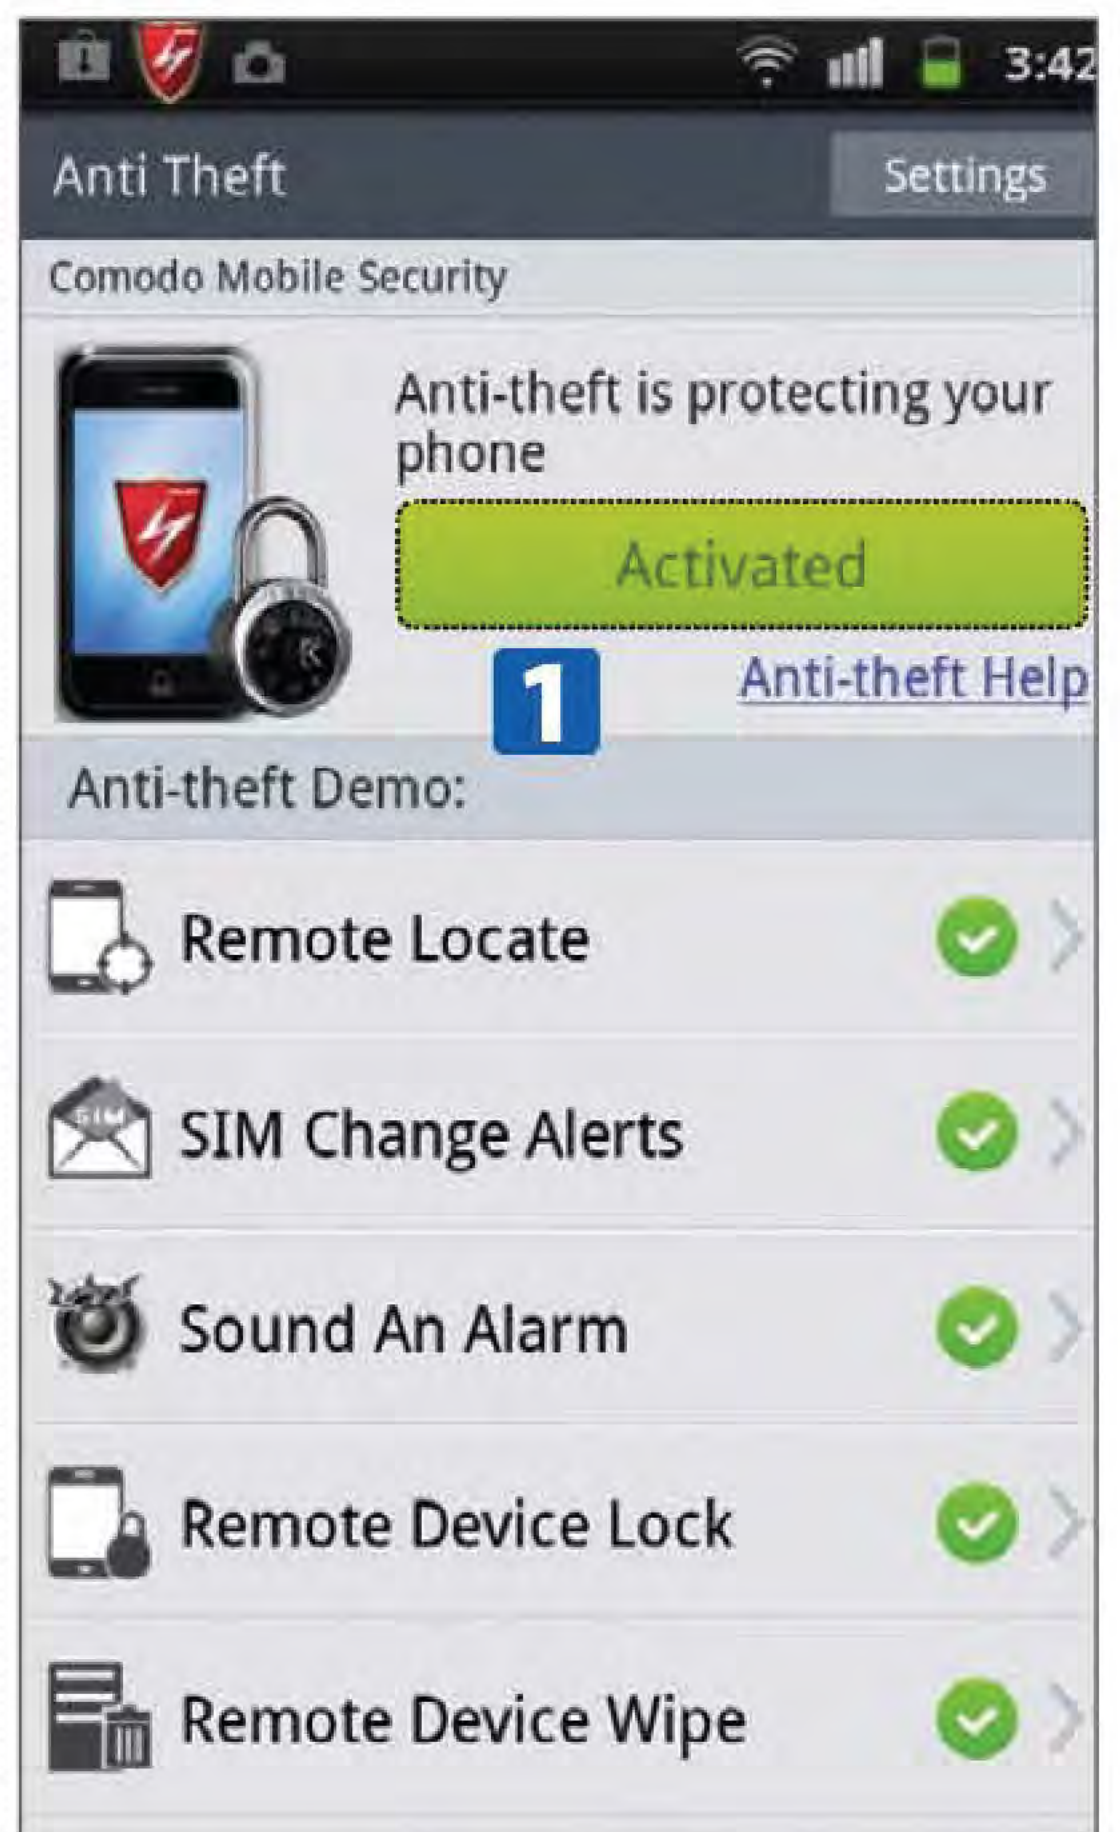 3:42
Anti Theft
Settings
Comodo Mobile Security
Anti-theft is protecting your
phone
Activated
1
Anti-theft Help
Anti-theft Demo:
Remote Locate
SIM
SIM Change Alerts
Sound An Alarm
Remote Device Lock
Remote Device Wipe